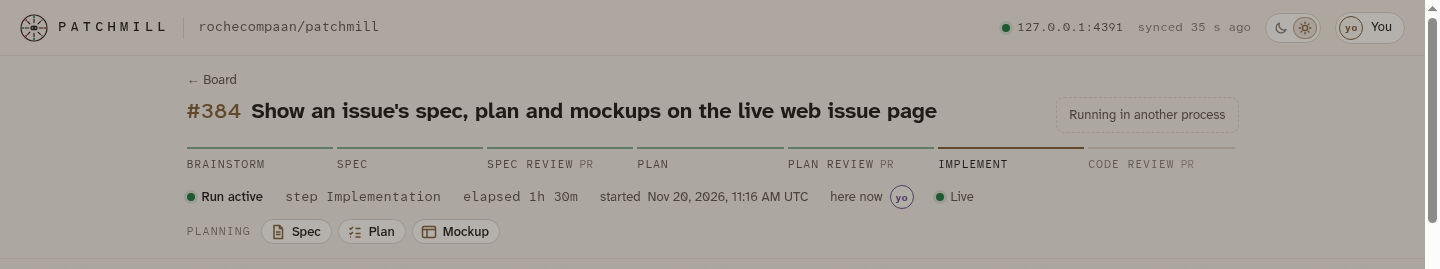 PATCHMILL rochecompaan/patchmill 127.0.0.1:4391 synced 35 s ago yo You
← Board
#384 Show an issue's spec, plan and mockups on the live web issue page Running in another process
BRAINSTORM SPEC SPEC REVIEW PR PLAN PLAN REVIEW PR IMPLEMENT CODE REVIEW PR
Run active step Implementation elapsed 1h 30m started Nov 20, 2026, 11:16 AM UTC here now yo Live
PLANNING Spec Plan Mockup